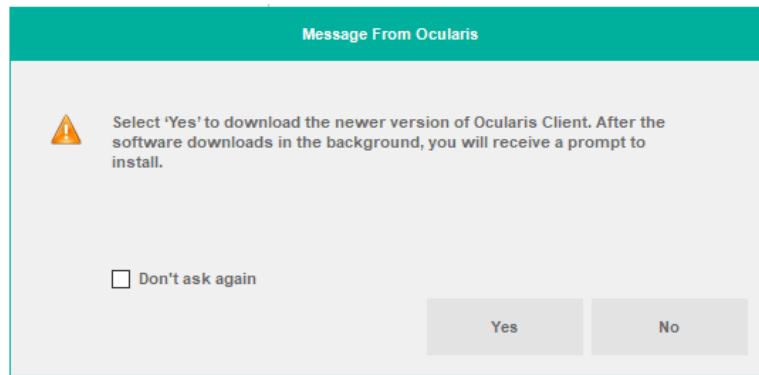 Message From Ocularis
Select ‘Yes’ to download the newer version of Ocularis Client. After the
software downloads in the background, you will receive a prompt to
install.
Don't ask again
Yes
No